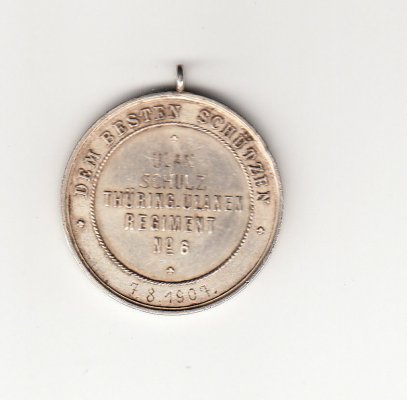 DEM BESTEN SCHÜTZEN
ULAN
SCHULZ
THÜRING. ULANEN
REGIMENT
No 6
7.8.1907.